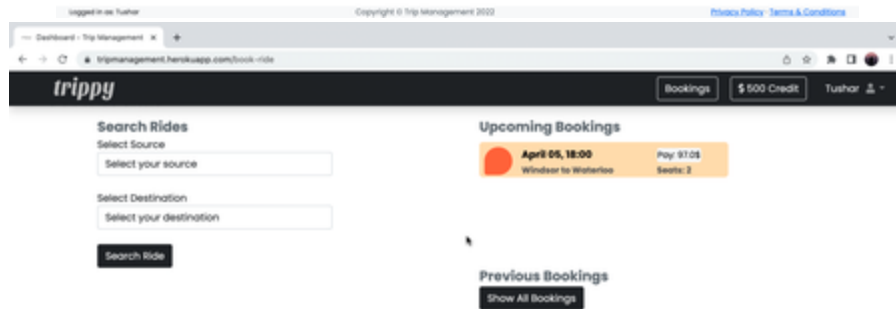 Logged in as: Tushar
Copyright © Trip Management 2022
Privacy Policy · Terms & Conditions
Dashboard - Trip Management
tripmanagement.herokuapp.com/book-ride
trippy
Bookings
$ 500 Credit
Tushar
Search Rides
Select Source
Select your source
Select Destination
Select your destination
Search Ride
Upcoming Bookings
April 05, 18:00
Pay: 97.0$
Windsor to Waterloo
Seats: 2
Previous Bookings
Show All Bookings